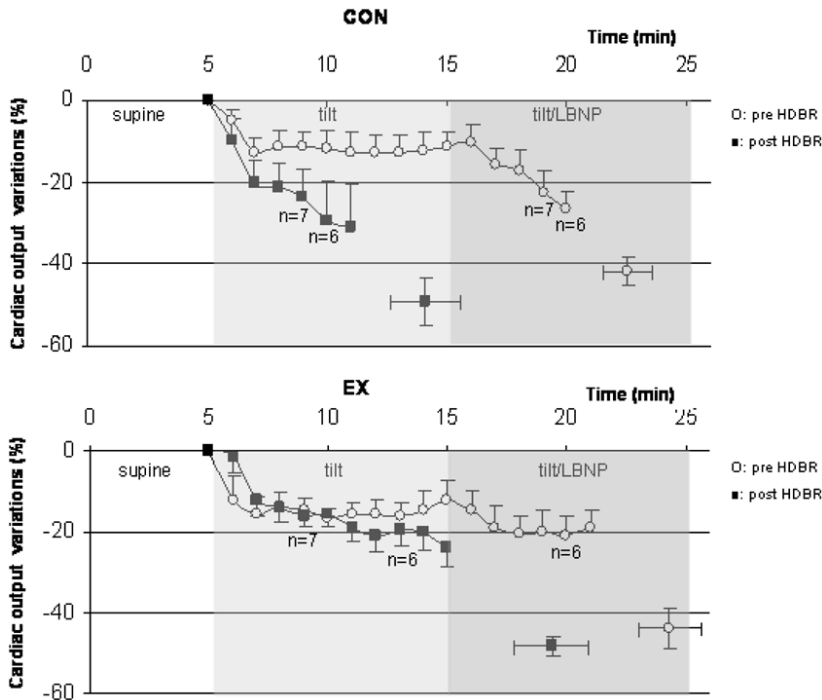 CON
Time (min)
0 5 10 15 20 25
Cardiac output variations (%)
0
-20
-40
-60
supine tilt tilt/LBNP
n=7
n=6
n=7
n=6
○: pre HDBR
■: post HDBR
EX
Time (min)
0 5 10 15 20 25
Cardiac output variations (%)
0
-20
-40
-60
supine tilt tilt/LBNP
n=7
n=6
n=6
○: pre HDBR
■: post HDBR